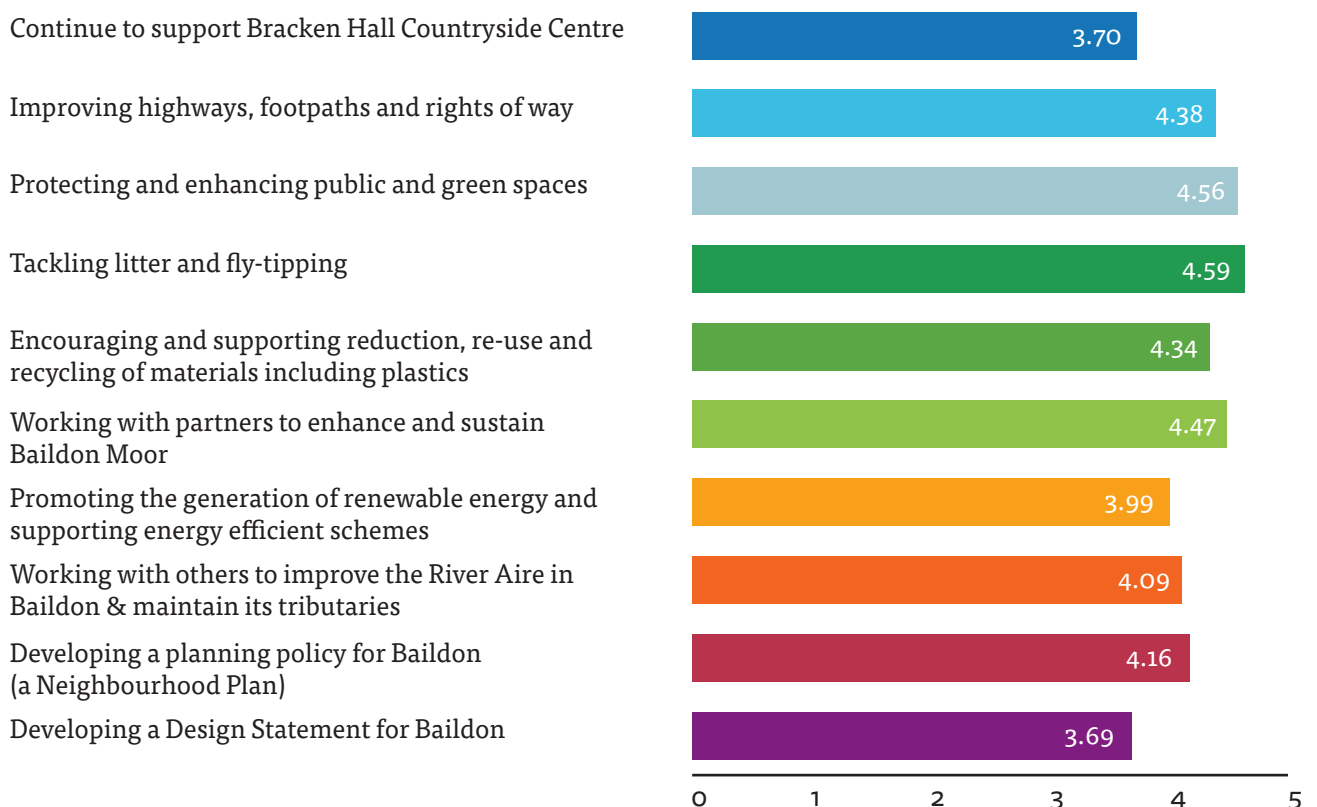 Continue to support Bracken Hall Countryside Centre
3.70
Improving highways, footpaths and rights of way
4.38
Protecting and enhancing public and green spaces
4.56
Tackling litter and fly-tipping
4.59
Encouraging and supporting reduction, re-use and
recycling of materials including plastics
4.34
Working with partners to enhance and sustain
Baildon Moor
4.47
Promoting the generation of renewable energy and
supporting energy efficient schemes
3.99
Working with others to improve the River Aire in
Baildon & maintain its tributaries
4.09
Developing a planning policy for Baildon
(a Neighbourhood Plan)
4.16
Developing a Design Statement for Baildon
3.69
0 1 2 3 4 5